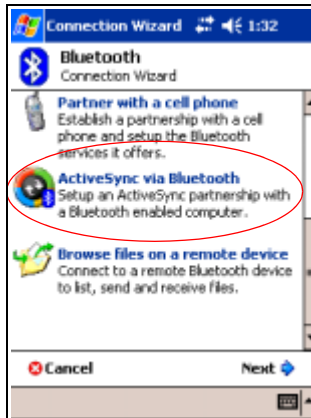 Connection Wizard 1:32
Bluetooth
Connection Wizard
Partner with a cell phone
Establish a partnership with a cell
phone and setup the Bluetooth
services it offers.
ActiveSync via Bluetooth
Setup an ActiveSync partnership with
a Bluetooth enabled computer.
Browse files on a remote device
Connect to a remote Bluetooth device
to list, send and receive files.
Cancel Next